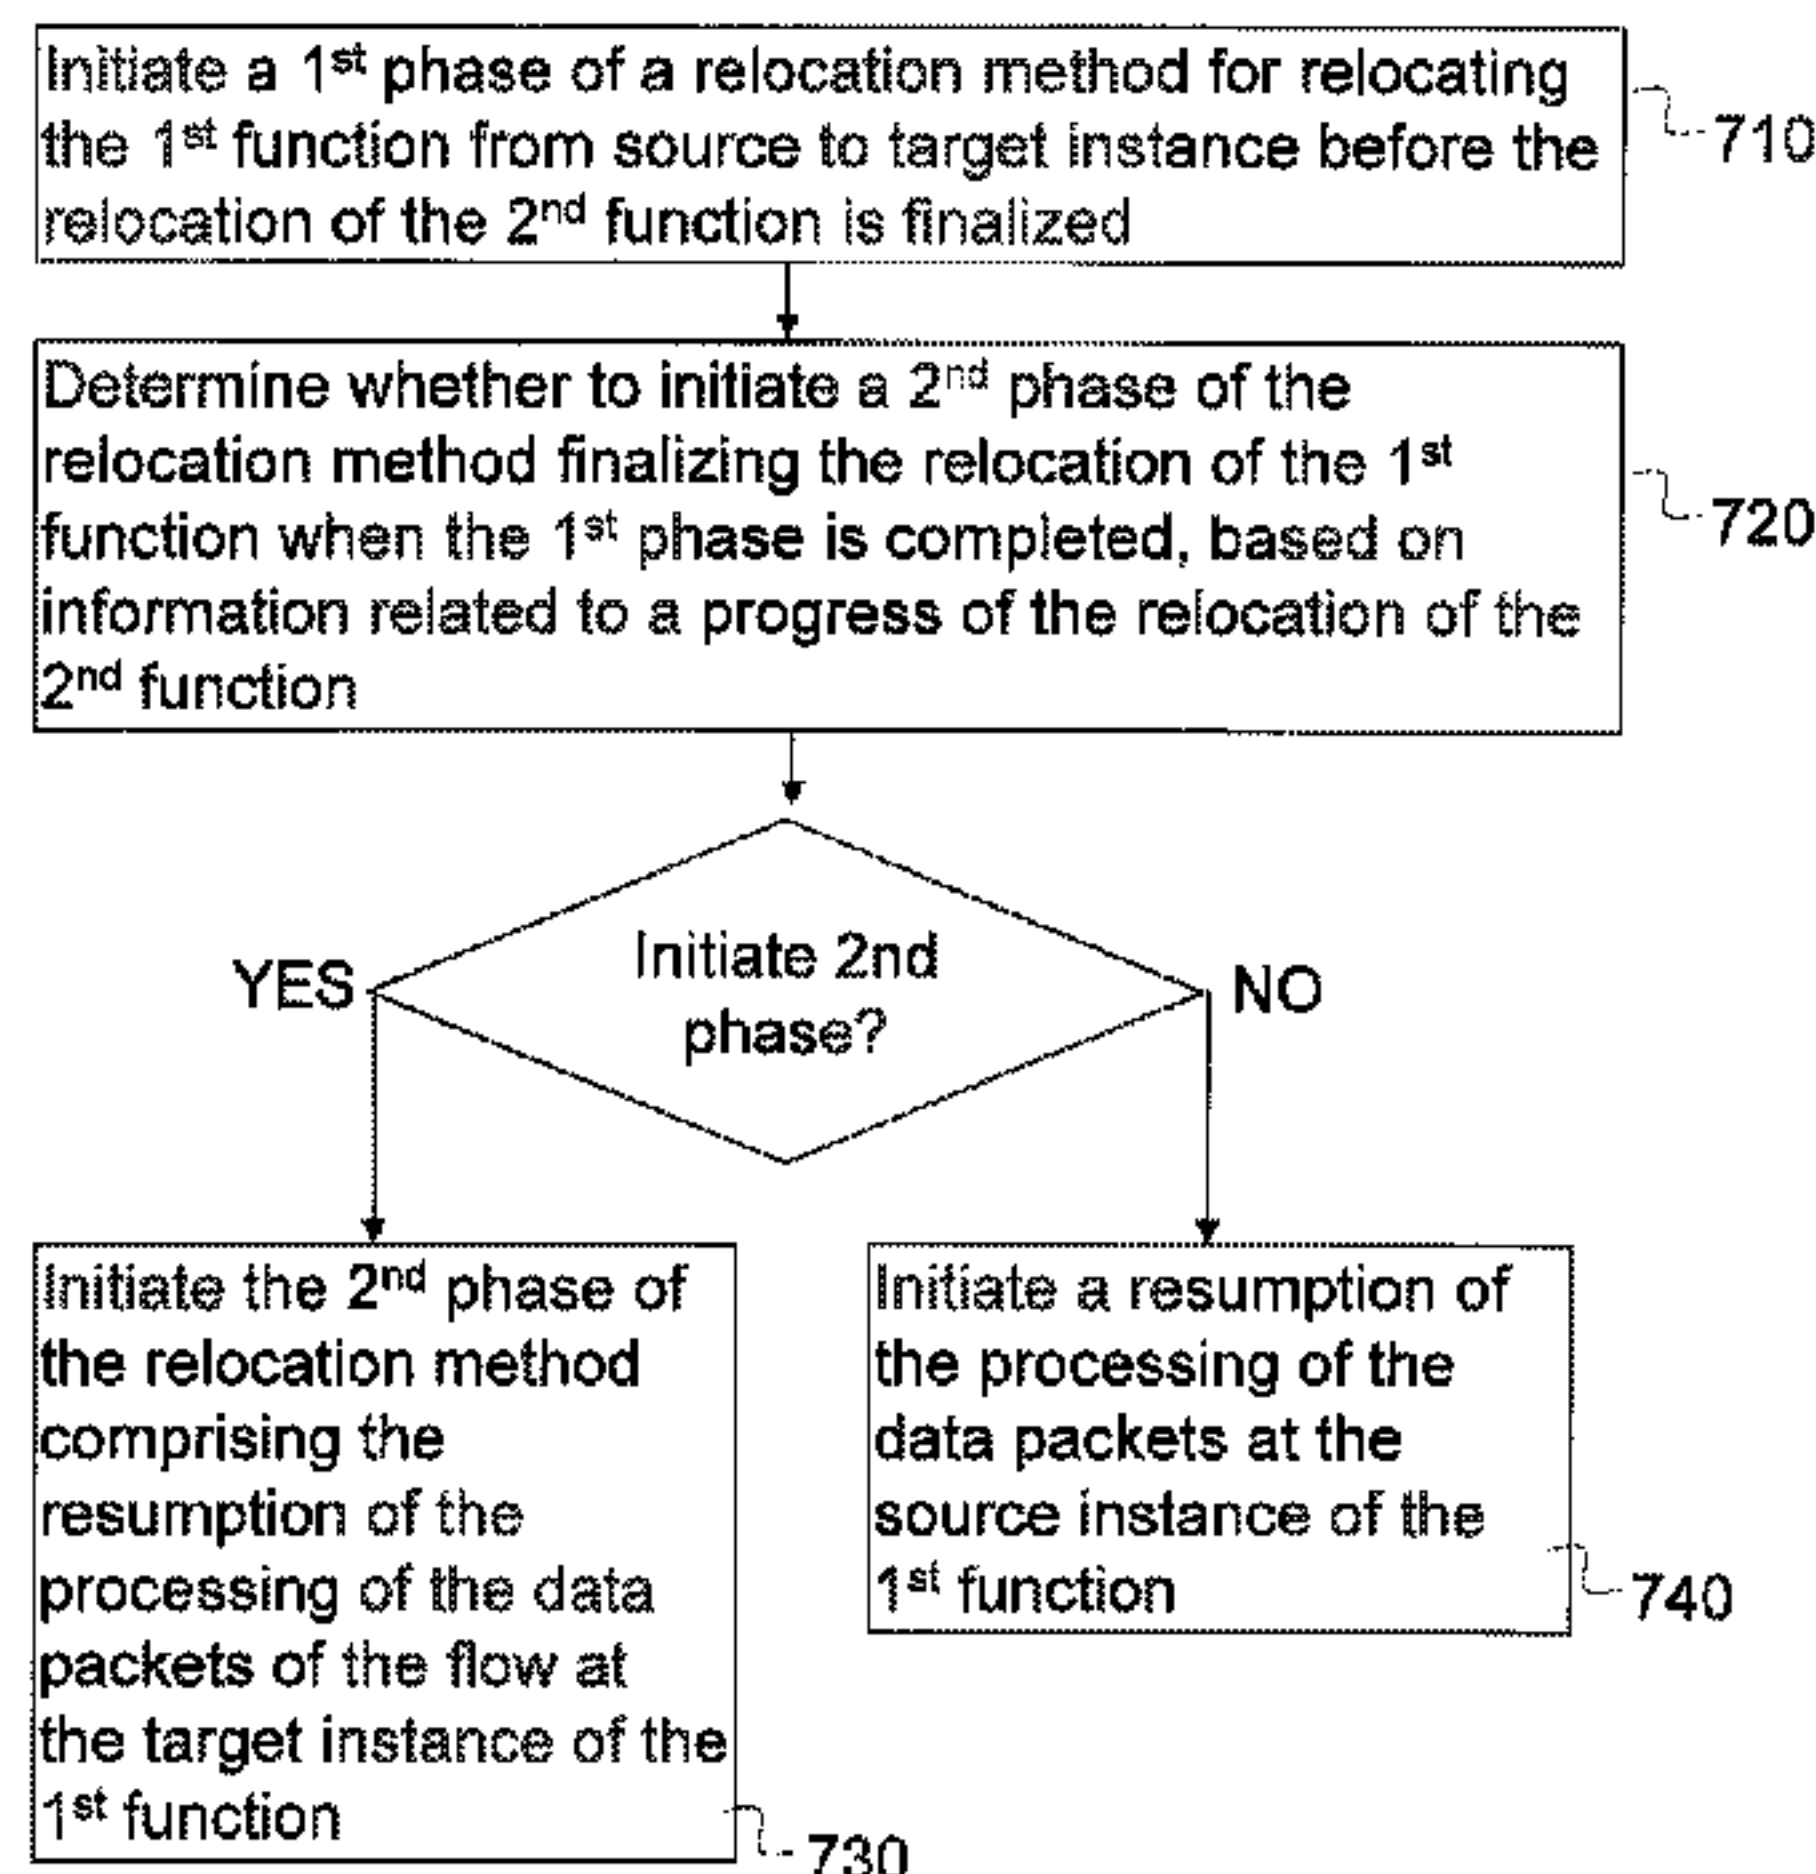 Initiate a 1st phase of a relocation method for relocating
the 1st function from source to target instance before the
relocation of the 2nd function is finalized
710
Determine whether to initiate a 2nd phase of the
relocation method finalizing the relocation of the 1st
function when the 1st phase is completed, based on
information related to a progress of the relocation of the
2nd function
720
Initiate 2nd
phase?
YES
NO
Initiate the 2nd phase of
the relocation method
comprising the
resumption of the
processing of the data
packets of the flow at
the target instance of the
1st function
730
Initiate a resumption of
the processing of the
data packets at the
source instance of the
1st function
740